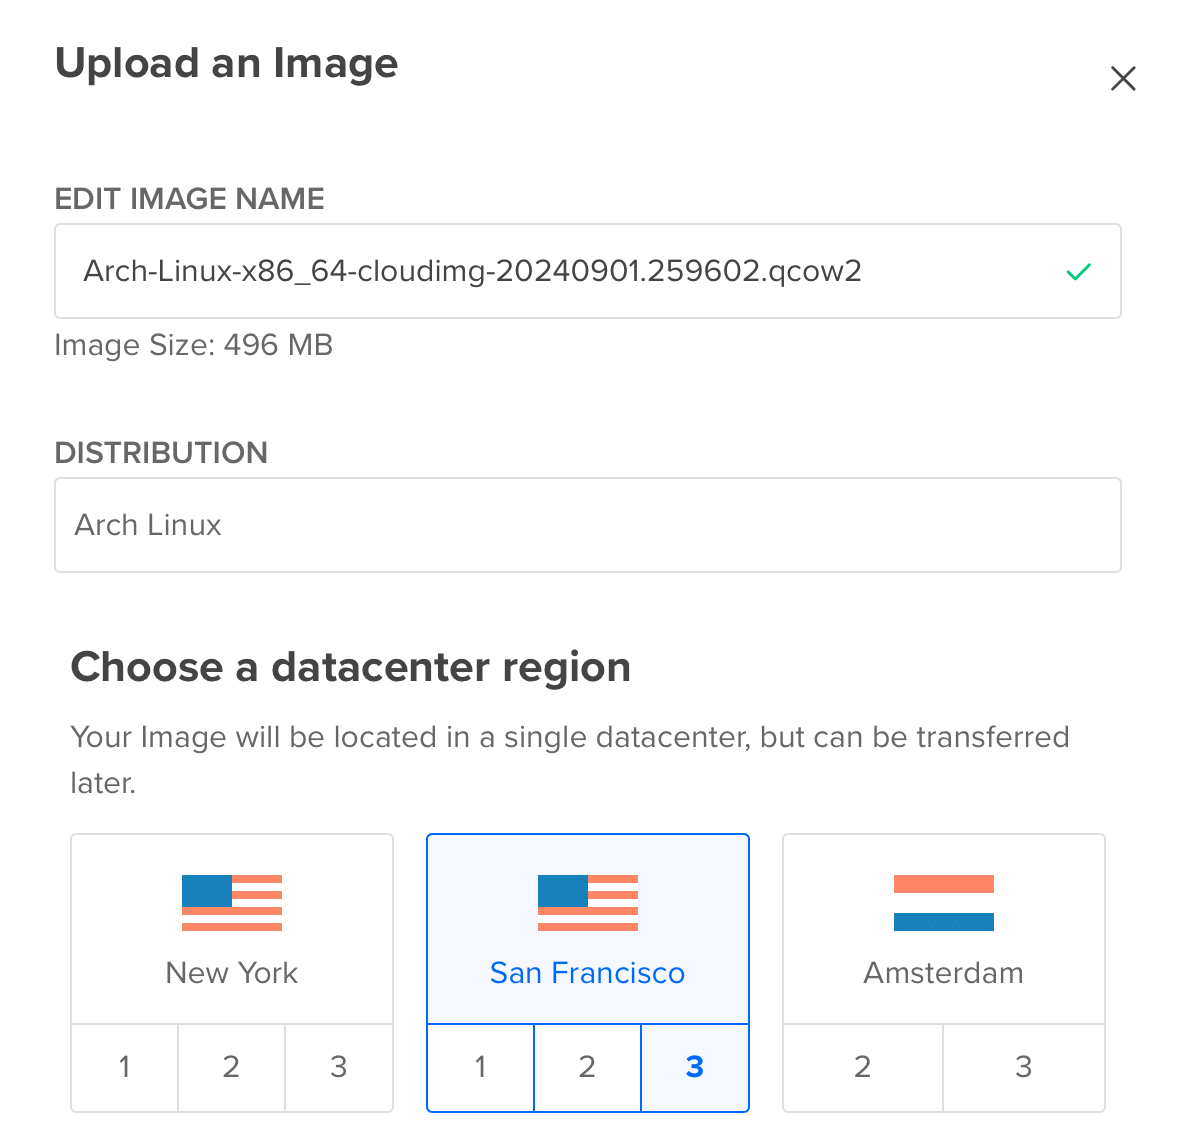 Upload an Image
EDIT IMAGE NAME
Arch-Linux-x86_64-cloudimg-20240901.259602.qcow2
Image Size: 496 MB
DISTRIBUTION
Arch Linux
Choose a datacenter region
Your Image will be located in a single datacenter, but can be transferred
later.
New York
San Francisco
Amsterdam
1 2 3
1 2 3
2 3